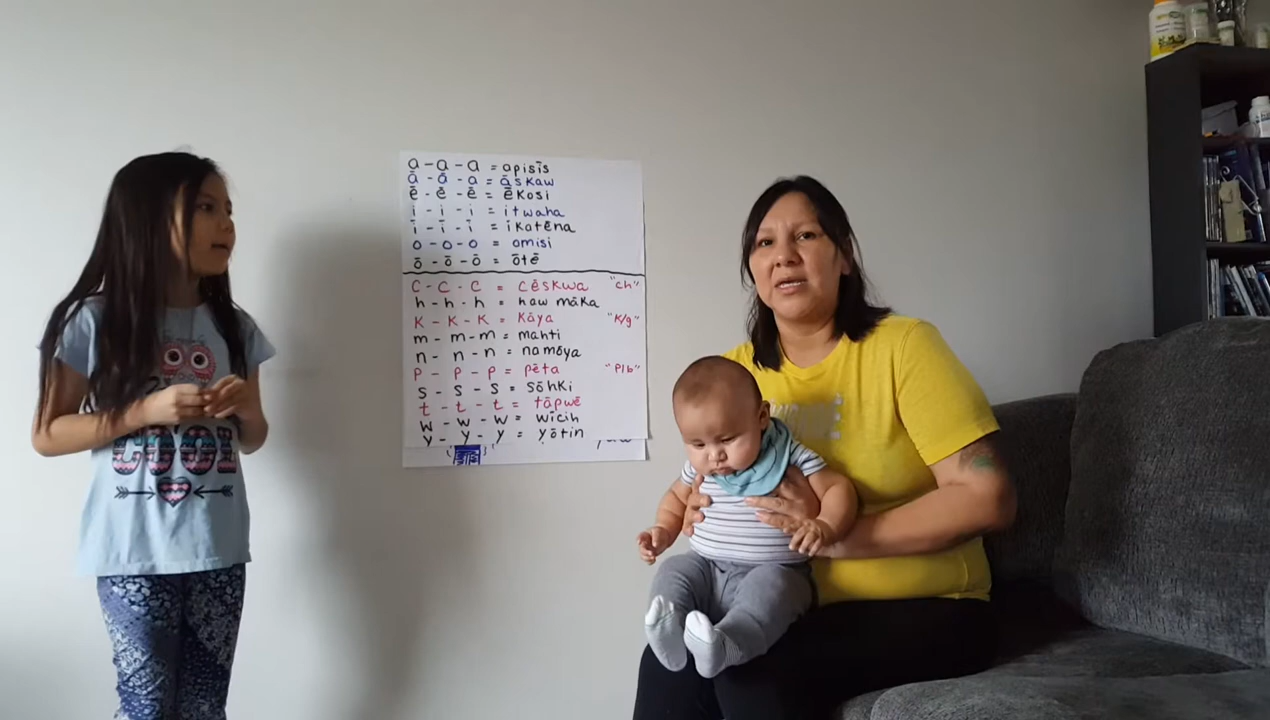 a - a - a = apisīs
ā - ā - ā = āskaw
ē - ē - ē = ēkosi
i - i - i = itwaha
ī - ī - ī = īkatēna
o - o - o = omisi
ō - ō - ō = ōtē
c - c - c = cēskwa "ch"
h - h - h = haw māka
k - k - k = kāya "k/g"
m - m - m = mahti
n - n - n = namōya
p - p - p = pēta "p/b"
s - s - s = sōhki
t - t - t = tāpwē
w - w - w = wīcih
y - y - y = yōtin
COOL